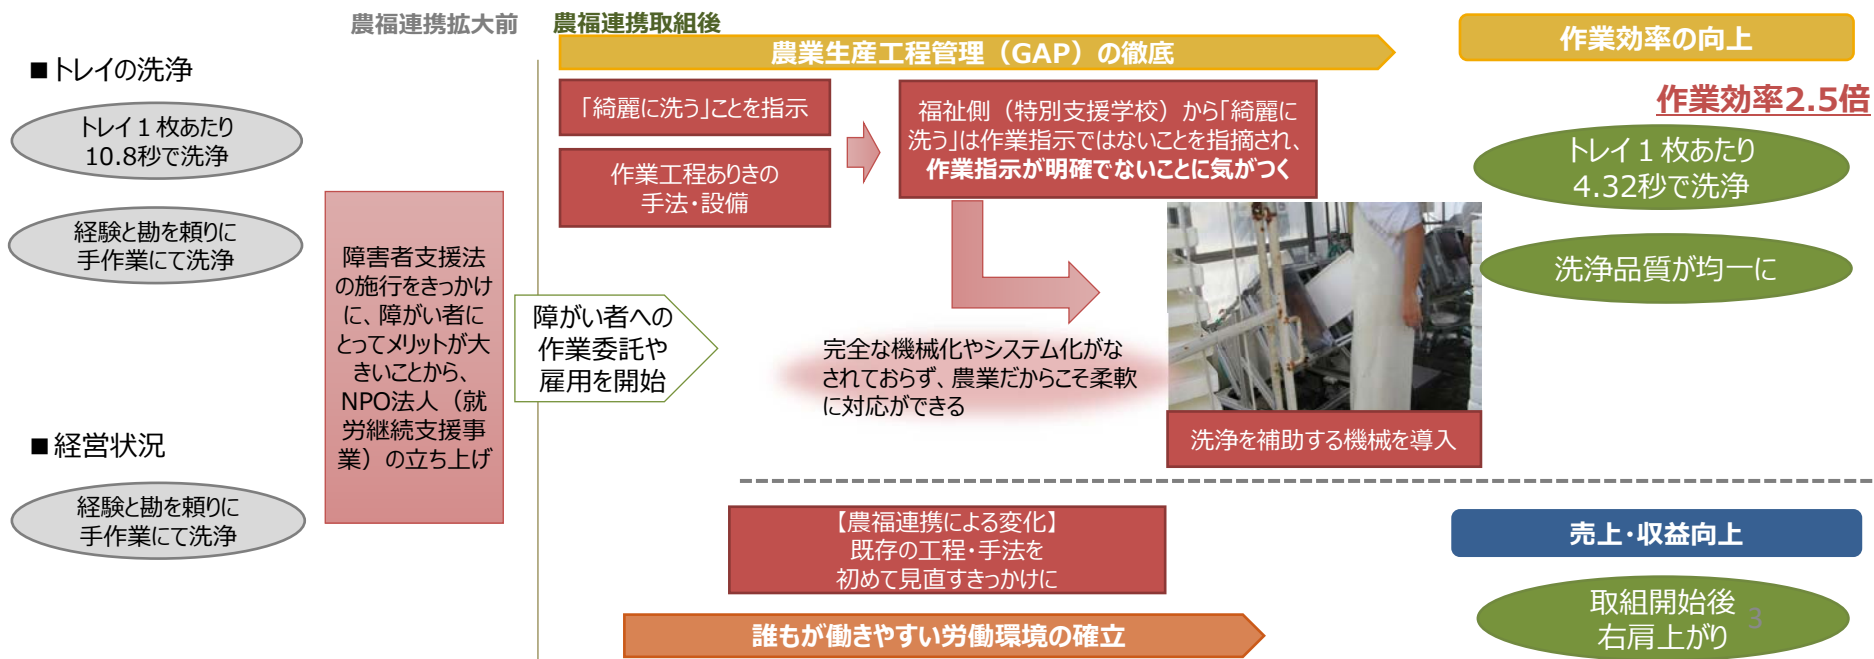 農福連携拡大前
農福連携取組後
■トレイの洗浄
トレイ１枚あたり
10.8秒で洗浄
経験と勘を頼りに
手作業にて洗浄
■経営状況
経験と勘を頼りに
手作業にて洗浄
障害者支援法
の施行をきっかけ
に、障がい者に
とってメリットが大
きいことから、
NPO法人（就
労継続支援事
業）の立ち上げ
障がい者への
作業委託や
雇用を開始
農業生産工程管理（GAP）の徹底
「綺麗に洗う」ことを指示
作業工程ありきの
手法・設備
福祉側（特別支援学校）から「綺麗に
洗う」は作業指示ではないことを指摘され、
作業指示が明確でないことに気がつく
完全な機械化やシステム化がな
されておらず、農業だからこそ柔軟
に対応ができる
洗浄を補助する機械を導入
【農福連携による変化】
既存の工程・手法を
初めて見直すきっかけに
誰もが働きやすい労働環境の確立
作業効率の向上
作業効率2.5倍
トレイ１枚あたり
4.32秒で洗浄
洗浄品質が均一に
売上・収益向上
取組開始後
右肩上がり
3